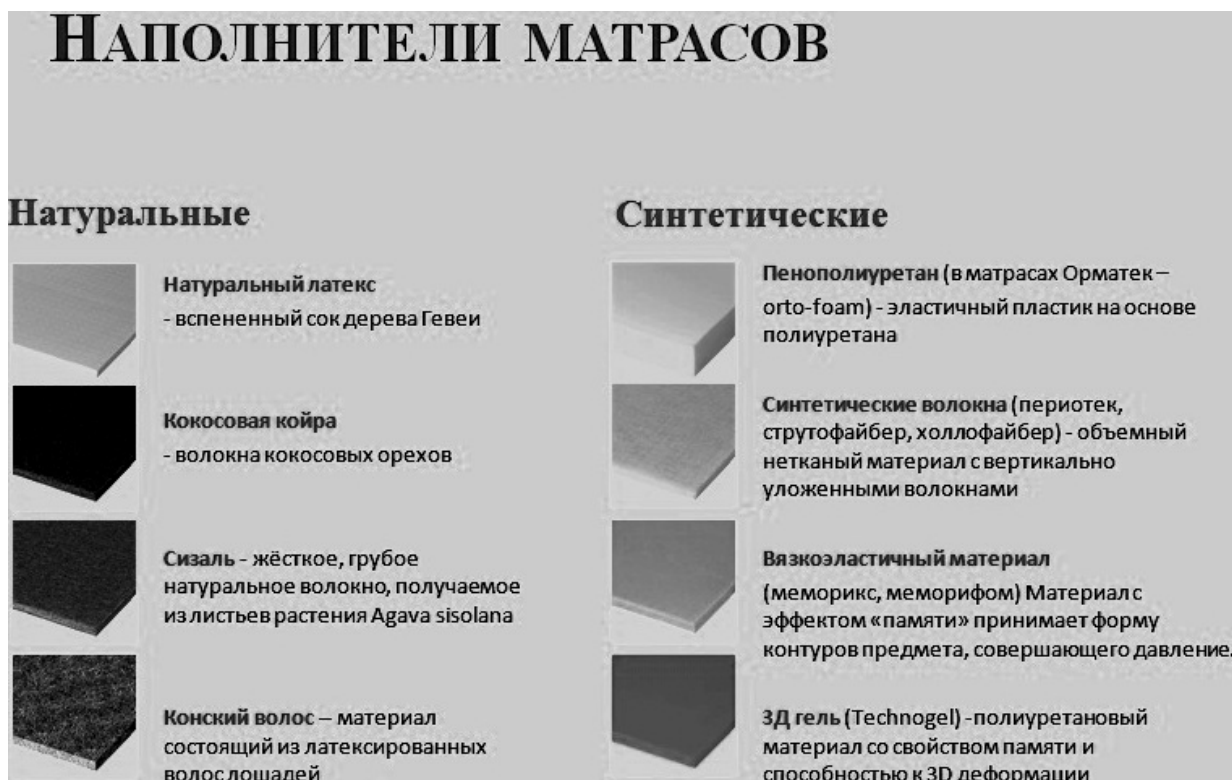 Наполнители матрасов
Натуральные
Натуральный латекс
- вспененный сок дерева Гевеи
Кокосовая койра
- волокна кокосовых орехов
Сизаль - жёсткое, грубое
натуральное волокно, получаемое
из листьев растения Agava sisolana
Конский волос – материал
состоящий из латексированных
волос лошадей
Синтетические
Пенополиуретан (в матрасах Орматек –
orto-foam) - эластичный пластик на основе
полиуретана
Синтетические волокна (периотек,
струтофайбер, холлофайбер) - объемный
нетканый материал с вертикально
уложенными волокнами
Вязкоэластичный материал
(меморикс, меморифом) Материал с
эффектом «памяти» принимает форму
контуров предмета, совершающего давление.
3Д гель (Technogel) -полиуретановый
материал со свойством памяти и
способностью к 3D деформации